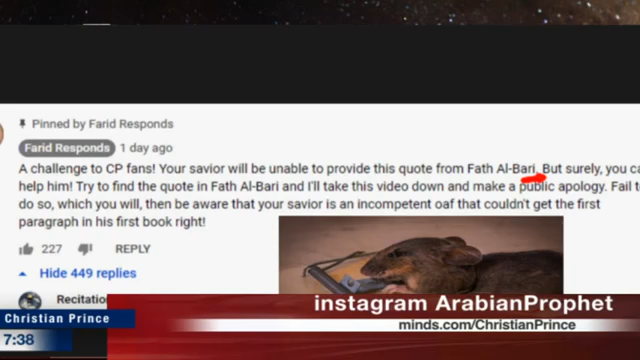 Pinned by Farid Responds
Farid Responds 1 day ago
A challenge to CP fans! Your savior will be unable to provide this quote from Fath Al-Bari, But surely, you ca
help him! Try to find the quote in Fath Al-Bari and I'll take this video down and make a public apology. Fail to
do so, which you will, then be aware that your savior is an incompetent oaf that couldn't get the first
paragraph in his first book right!
227 REPLY
Hide 449 replies
Recitation
instagram ArabianProphet
Christian Prince
minds.com/ChristianPrince
7:38